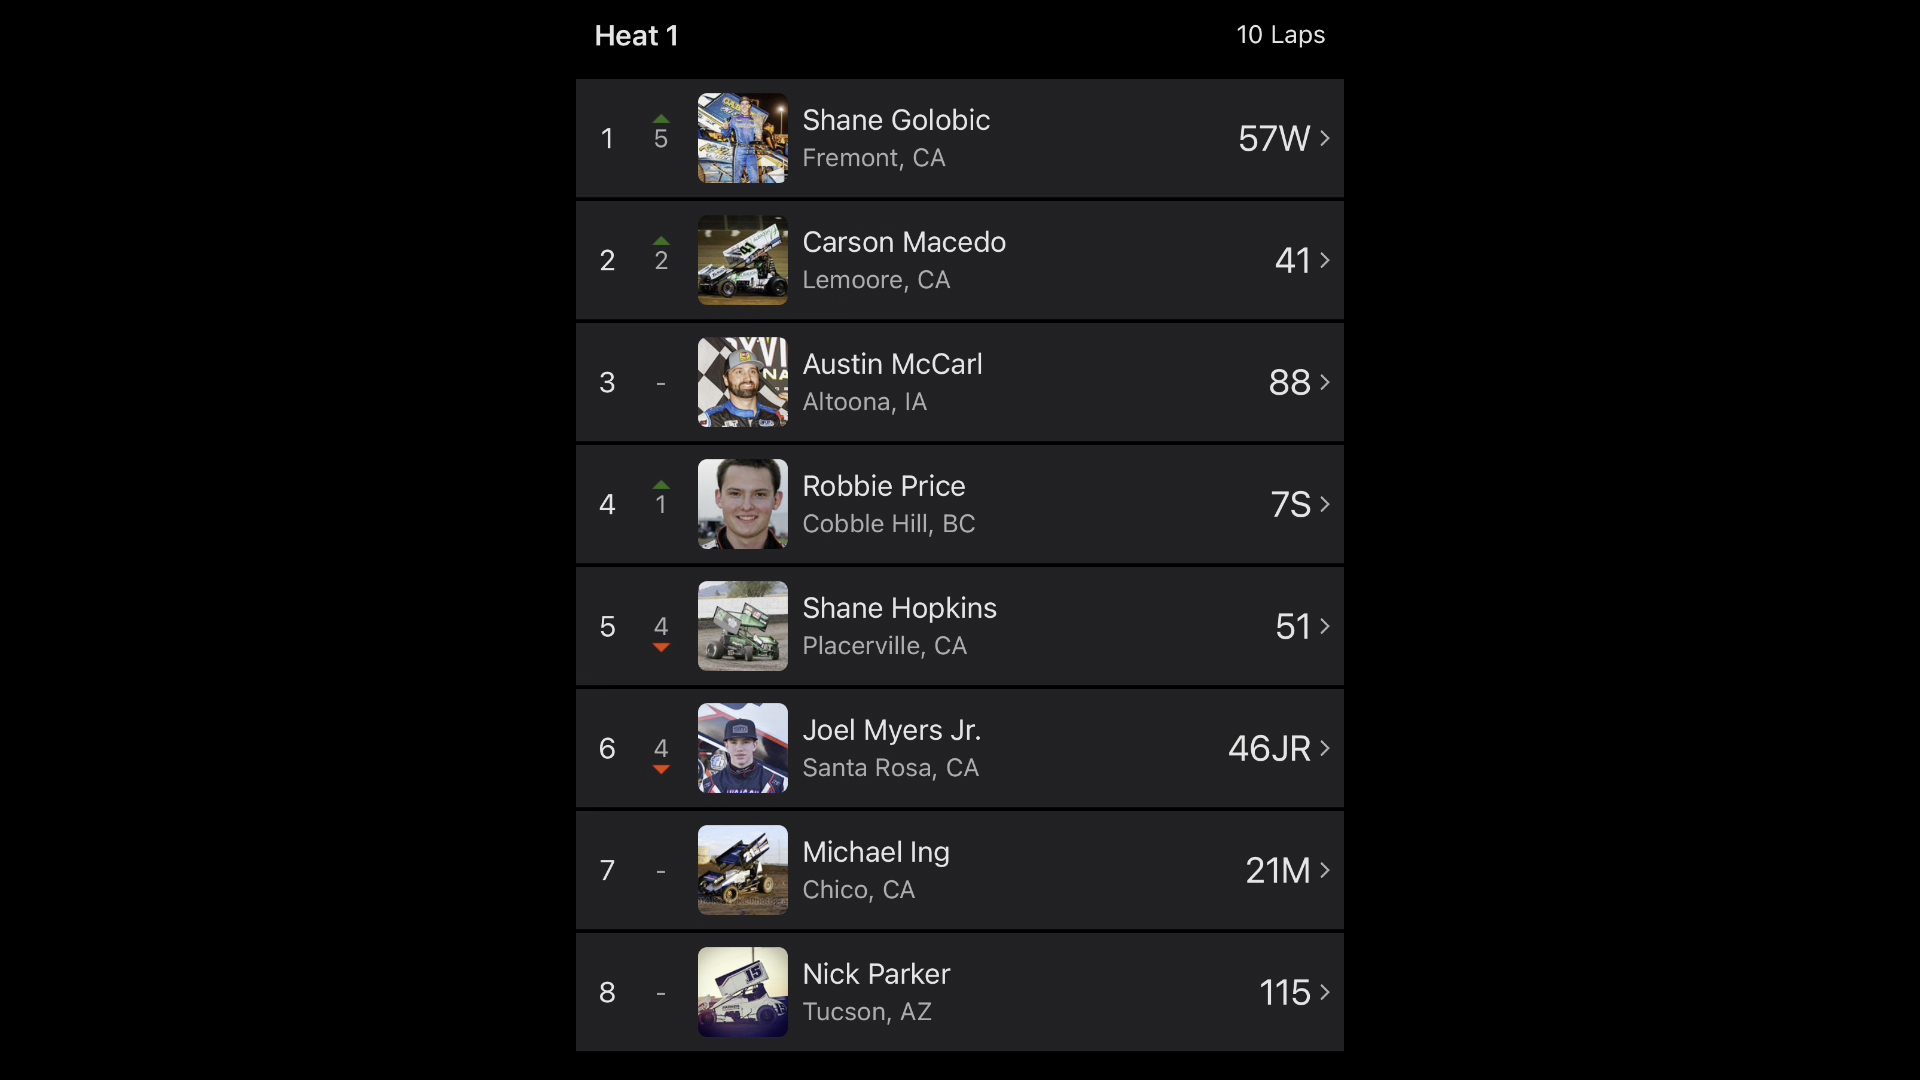 Heat 1
10 Laps
1
5
Shane Golobic
Fremont, CA
57W
2
2
Carson Macedo
Lemoore, CA
41
3
-
Austin McCarl
Altoona, IA
88
4
1
Robbie Price
Cobble Hill, BC
7S
5
4
Shane Hopkins
Placerville, CA
51
6
4
Joel Myers Jr.
Santa Rosa, CA
46JR
7
-
Michael Ing
Chico, CA
21M
8
-
15
Nick Parker
Tucson, AZ
115